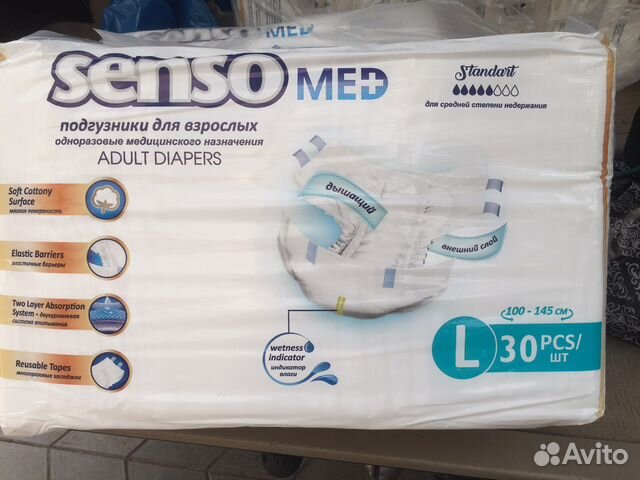 senso MED
Standart
для средней степени недержания
подгузники для взрослых
одноразовые медицинского назначения
ADULT DIAPERS
Soft Cottony
Surface
мягкая поверхность
Elastic Barriers
эластичные барьеры
Two Layer Absorption
System - двухуровневая
система впитывания
Reusable Tapes
многоразовые застёжки
дышащий
внешний слой
wetness
indicator
индикатор
влаги
100 - 145 см
L 30 PCS/
ШТ
Avito